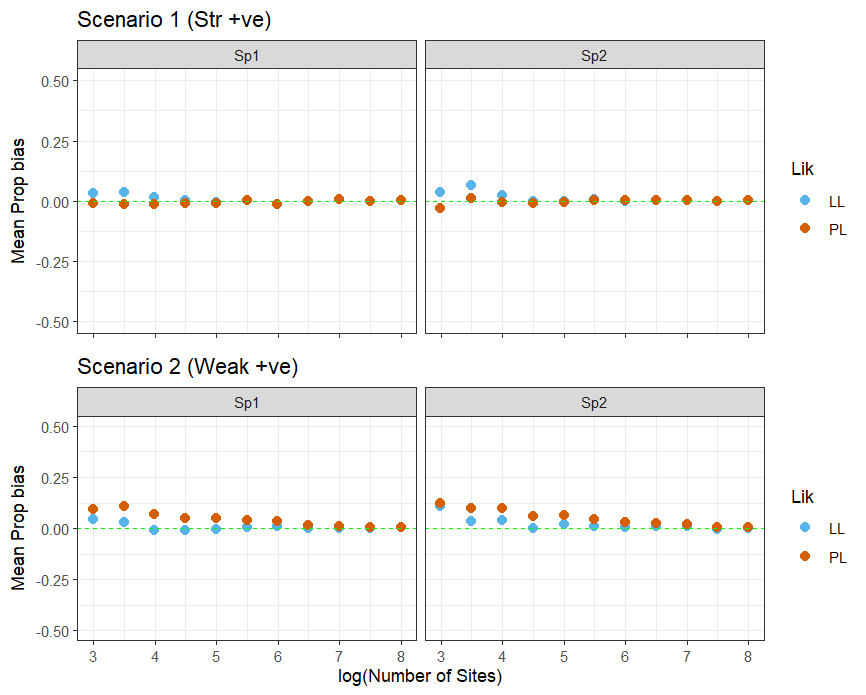 Scenario 1 (Str +ve)
Sp1 Sp2
Mean Prop bias
0.50
0.25
0.00
-0.25
-0.50
Lik
LL
PL
Scenario 2 (Weak +ve)
Sp1 Sp2
Mean Prop bias
0.50
0.25
0.00
-0.25
-0.50
3 4 5 6 7 8 3 4 5 6 7 8
log(Number of Sites)
Lik
LL
PL